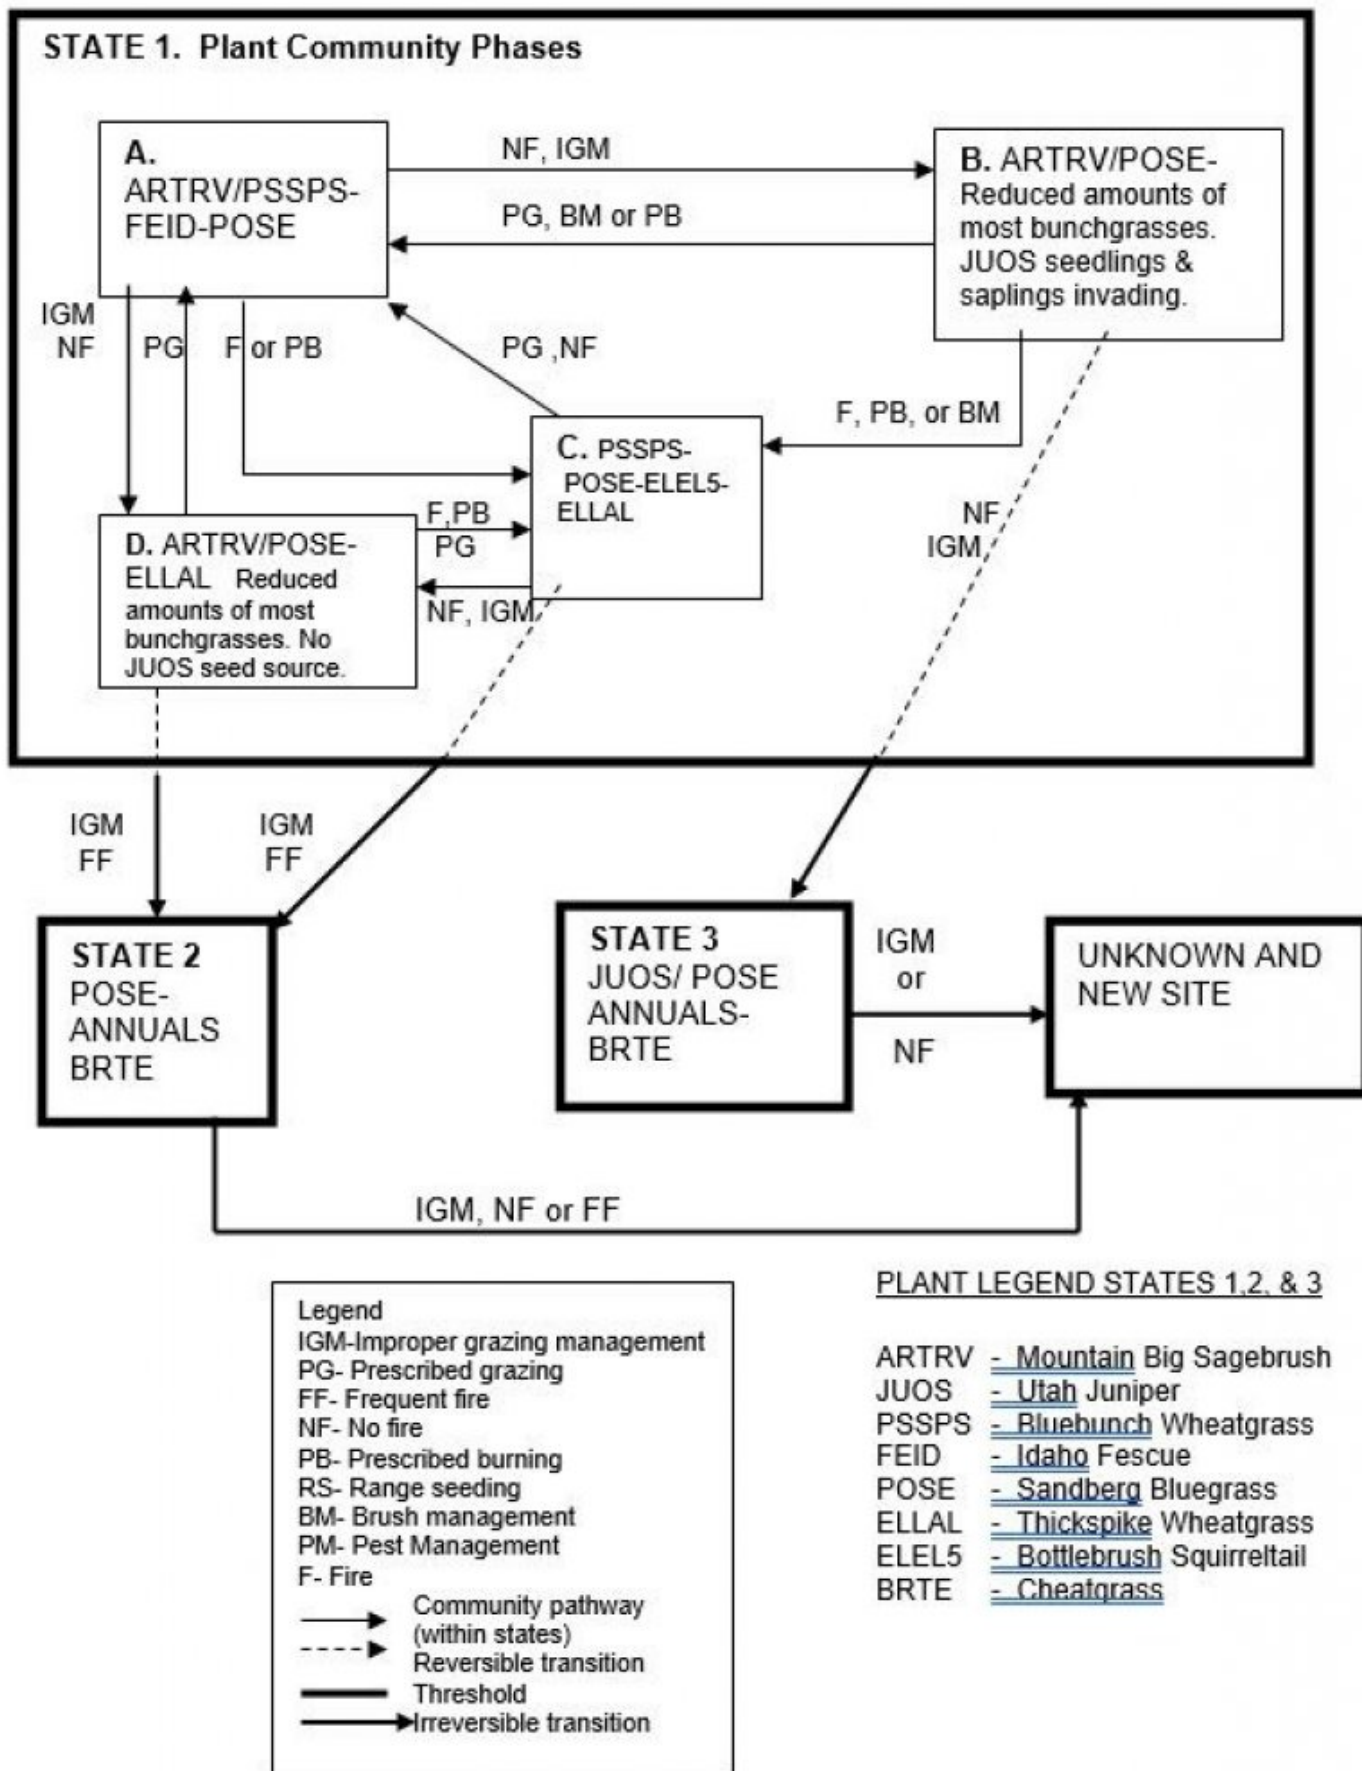 STATE 1. Plant Community Phases
A.
ARTRV/PSSPS-
FEID-POSE
NF, IGM
PG, BM or PB
B. ARTRV/POSE-
Reduced amounts of
most bunchgrasses.
JUOS seedlings &
saplings invading.
IGM
NF
PG
F or PB
PG ,NF
F, PB, or BM
C. PSSPS-
POSE-ELEL5-
ELLAL
NF
IGM
F,PB
PG
NF, IGM
D. ARTRV/POSE-
ELLAL Reduced
amounts of most
bunchgrasses. No
JUOS seed source.
IGM
FF
IGM
FF
STATE 2
POSE-
ANNUALS
BRTE
STATE 3
JUOS/ POSE
ANNUALS-
BRTE
IGM
or
NF
UNKNOWN AND
NEW SITE
IGM, NF or FF
Legend
IGM-Improper grazing management
PG- Prescribed grazing
FF- Frequent fire
NF- No fire
PB- Prescribed burning
RS- Range seeding
BM- Brush management
PM- Pest Management
F- Fire
Community pathway
(within states)
Reversible transition
Threshold
Irreversible transition
PLANT LEGEND STATES 1,2, & 3
ARTRV - Mountain Big Sagebrush
JUOS - Utah Juniper
PSSPS - Bluebunch Wheatgrass
FEID - Idaho Fescue
POSE - Sandberg Bluegrass
ELLAL - Thickspike Wheatgrass
ELEL5 - Bottlebrush Squirreltail
BRTE - Cheatgrass